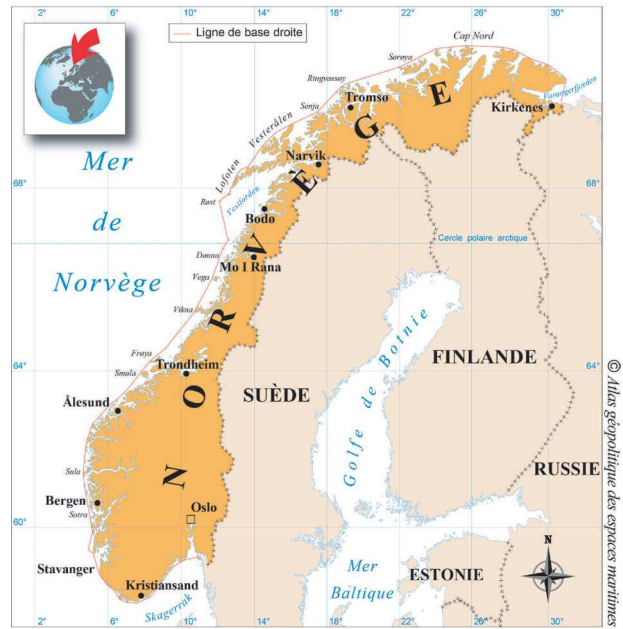 2° 6° 10° 14° 18° 22° 26°
Ligne de base droite
Cap Nord
Sørøya
Ringvassøy
Tromsø
Varangerfjorden
Senja
Kirkenes
Vesterålen
Narvik
Lofoten
Mer
de
Norvège
68° 68°
Røst
Vestfjorden
Bodø
Cercle polaire arctique
Dønna
Mo I Rana
Vega
Vikna
NORVÈGE
Golfe de Botnie
FINLANDE
Frøya
64° 64°
Trondheim
Smøla
SUÈDE
Ålesund
Sula
RUSSIE
Bergen
Sotra
Oslo
60° 60°
N
Stavanger
Mer
Baltique
ESTONIE
Kristiansand
Skagerrak
2° 6° 10° 14° 18° 22° 26° 30°
© Atlas géopolitique des espaces maritimes